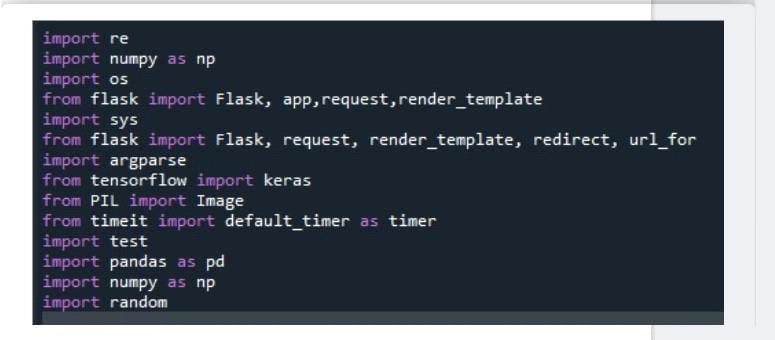 import re
import numpy as np
import os
from flask import Flask, app,request,render_template
import sys
from flask import Flask, request, render_template, redirect, url_for
import argparse
from tensorflow import keras
from PIL import Image
from timeit import default_timer as timer
import test
import pandas as pd
import numpy as np
import random